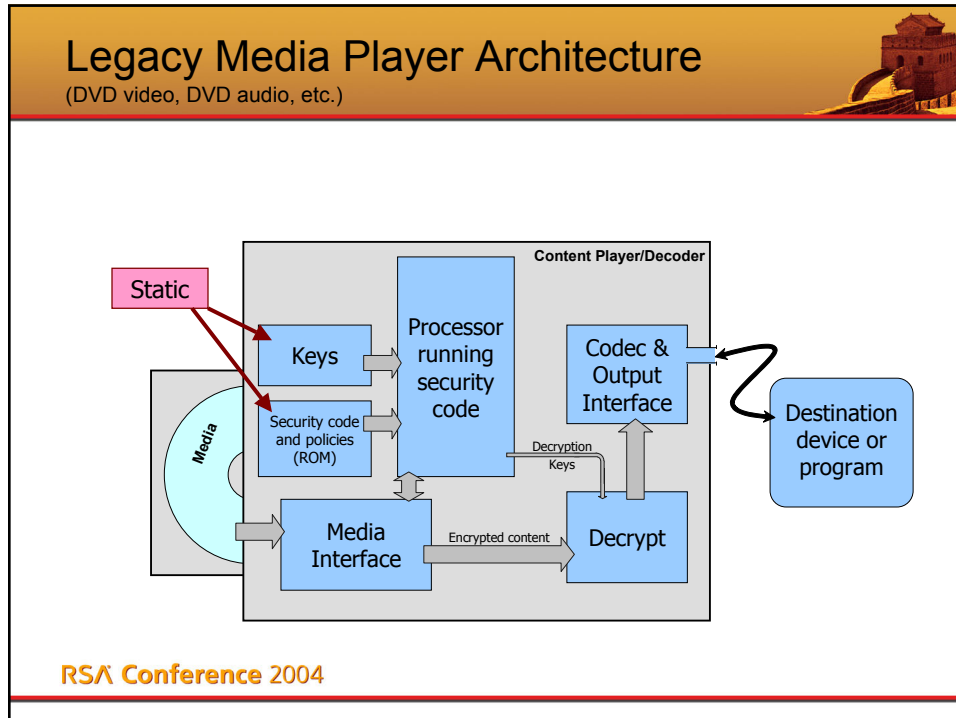 Legacy Media Player Architecture
(DVD video, DVD audio, etc.)
Content Player/Decoder
Static
Keys
Processor
running
security
code
Codec &
Output
Interface
Security code
and policies
(ROM)
Media
Decryption
Keys
Destination
device or
program
Media
Interface
Encrypted content
Decrypt
RSA Conference 2004